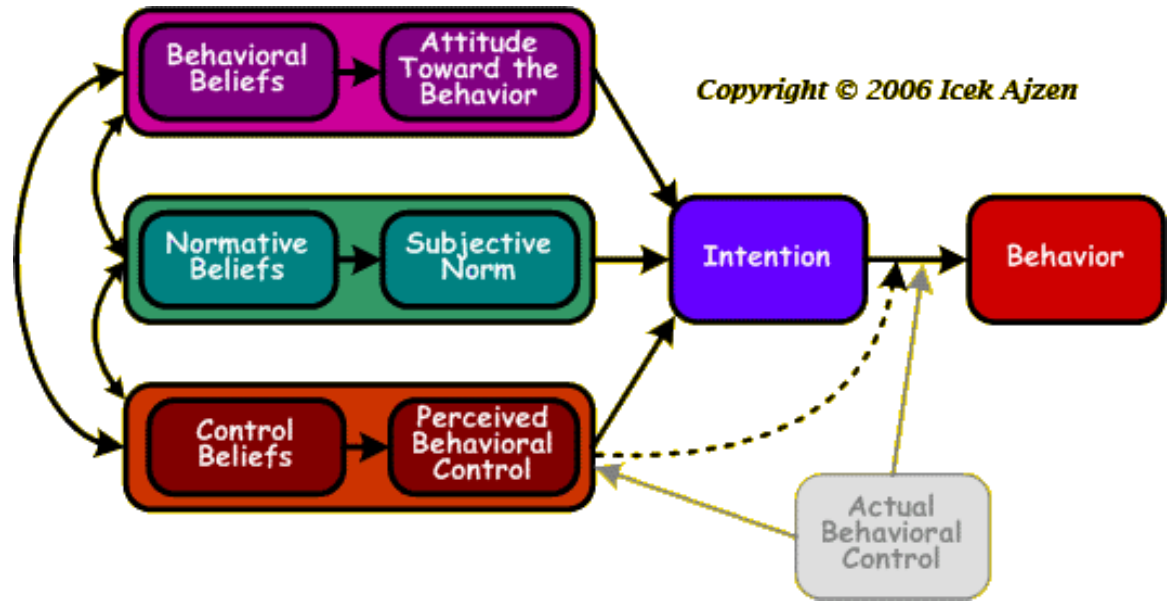 Behavioral
Beliefs
Attitude
Toward the
Behavior
Copyright © 2006 Icek Ajzen
Normative
Beliefs
Subjective
Norm
Intention
Behavior
Control
Beliefs
Perceived
Behavioral
Control
Actual
Behavioral
Control